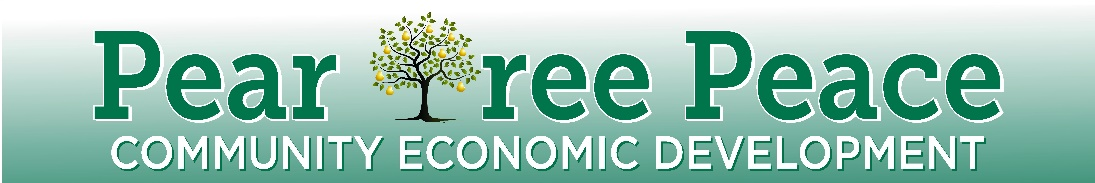 Pear Tree Peace
COMMUNITY ECONOMIC DEVELOPMENT